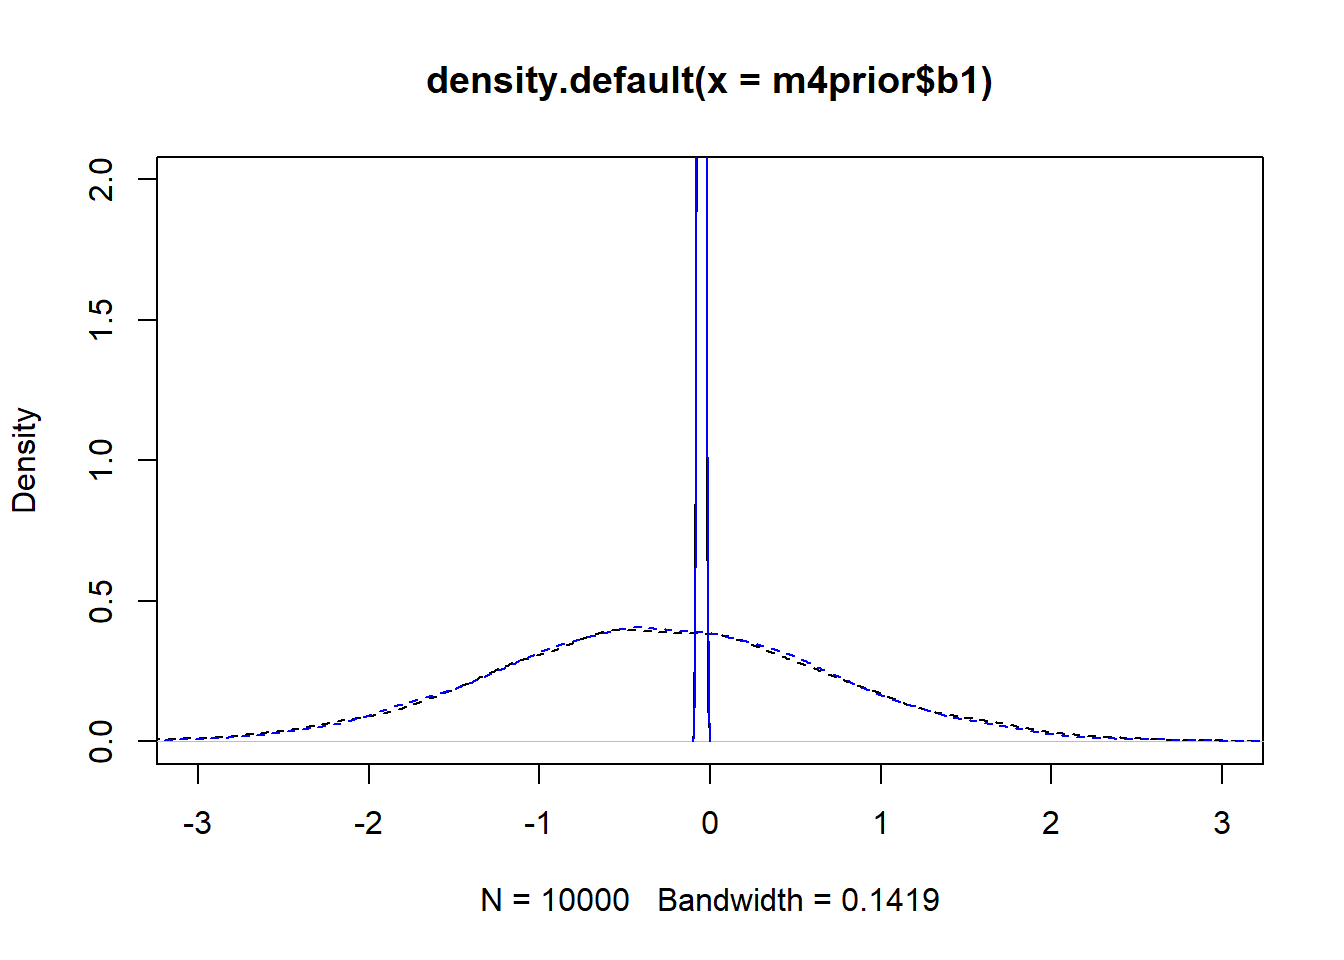 density.default(x = m4prior$b1)
Density
2.0
1.5
1.0
0.5
0.0
-3 -2 -1 0 1 2 3
N = 10000 Bandwidth = 0.1419